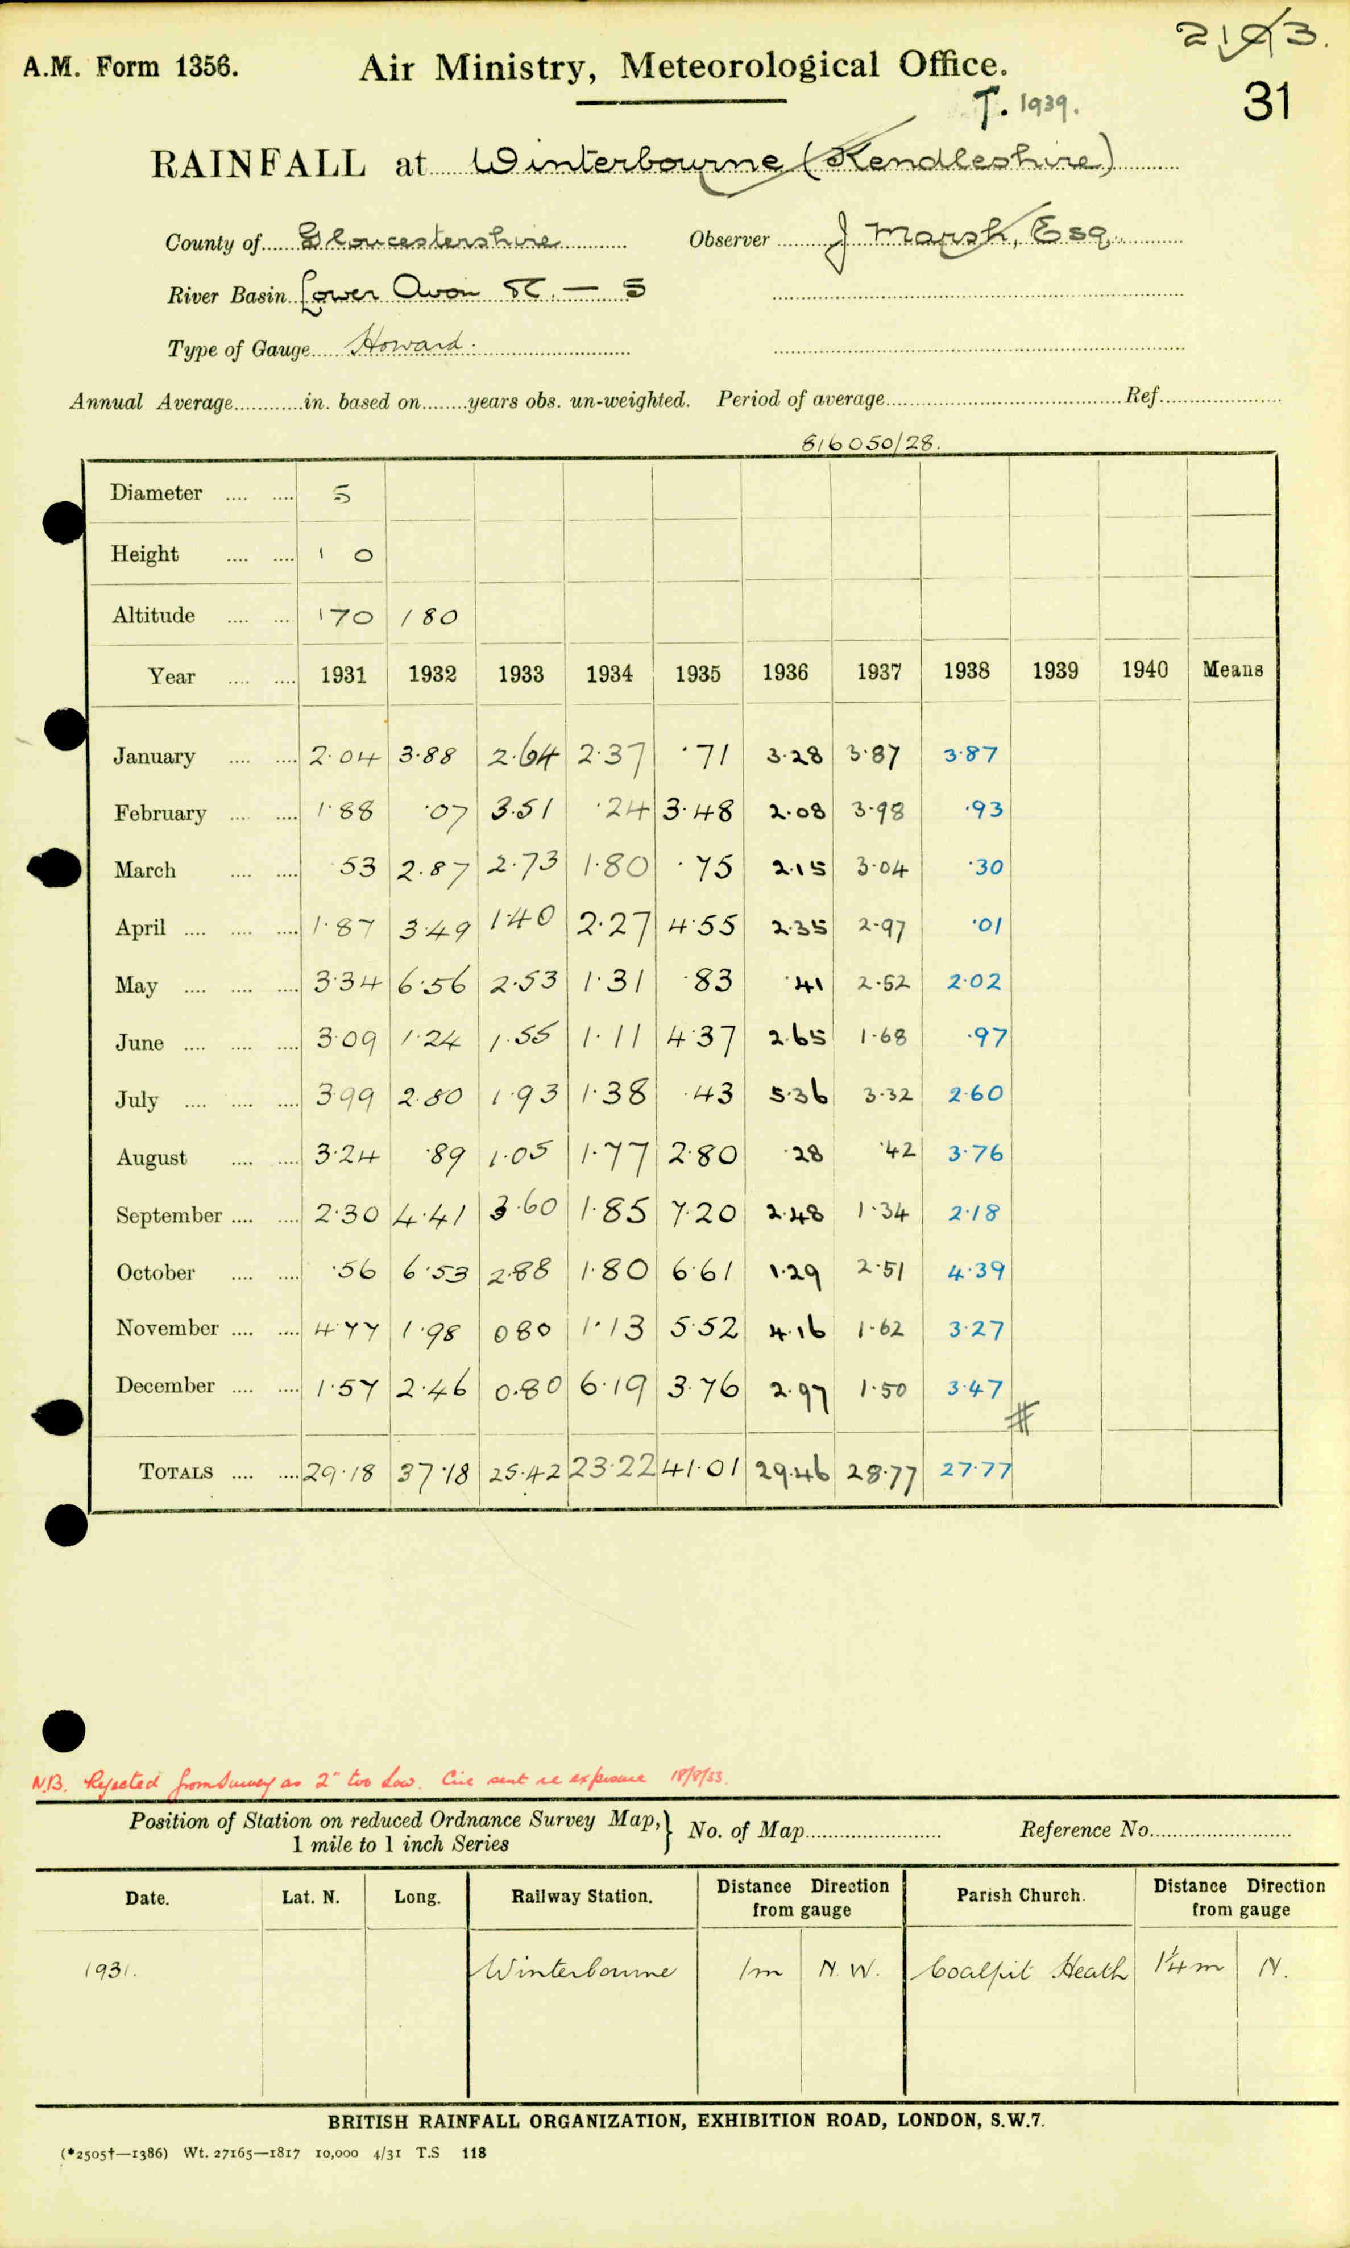 A.M. Form 1356.
Air Ministry, Meteorological Office.
31
T. 1939.
RAINFALL at Winterbourne (Kendleshire)
County of Gloucestershire Observer J Marsh, Esq.
River Basin Lower Avon — 5
Type of Gauge Howard.
Annual Average in. based on years obs. un-weighted. Period of average Ref.
816050/28.
Diameter 5
Height 1 0
Altitude 170 180
Year 1931 1932 1933 1934 1935 1936 1937 1938 1939 1940 Means
January 2.04 3.88 2.64 2.37 .71 3.28 3.87 3.87
February 1.88 .07 3.51 .24 3.48 2.08 3.98 .93
March .53 2.87 2.73 1.80 .75 2.15 3.04 .30
April 1.87 3.49 1.40 2.27 4.55 2.35 2.97 .01
May 3.34 6.56 2.53 1.31 .83 .41 2.52 2.02
June 3.09 1.24 1.55 1.11 4.37 2.65 1.68 .97
July 3.99 2.80 1.93 1.38 .43 5.36 3.32 2.60
August 3.24 .89 1.05 1.77 2.80 .28 .42 3.76
September 2.30 4.41 3.60 1.85 7.20 2.48 1.34 2.18
October .56 6.53 2.88 1.80 6.61 1.29 2.51 4.39
November 4.77 1.98 0.80 1.13 5.52 4.16 1.62 3.27
December 1.57 2.46 0.80 6.19 3.76 2.97 1.50 3.47
#
TOTALS 29.18 37.18 25.42 23.22 41.01 29.46 28.77 27.77
N.B. Rejected from Survey as 2" too low. Circ sent re exposure 18/8/33.
Position of Station on reduced Ordnance Survey Map, } No. of Map Reference No.
1 mile to 1 inch Series
Date. Lat. N. Long. Railway Station. Distance Direction from gauge Parish Church. Distance Direction from gauge
1931. Winterbourne 1m N.W. Coalpit Heath 1¼m N.
BRITISH RAINFALL ORGANIZATION, EXHIBITION ROAD, LONDON, S.W.7.
(*2505†—1386) Wt. 27165—1817 10,000 4/31 T.S 118